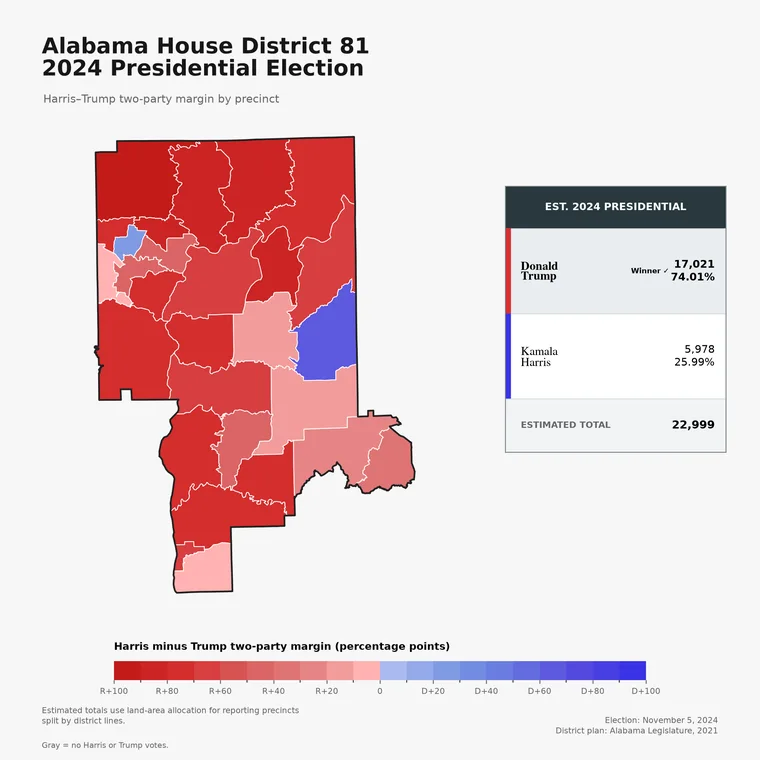 Alabama House District 81
2024 Presidential Election
Harris–Trump two-party margin by precinct
EST. 2024 PRESIDENTIAL
Donald
Trump
Winner ✓
17,021
74.01%
Kamala
Harris
5,978
25.99%
ESTIMATED TOTAL
22,999
Harris minus Trump two-party margin (percentage points)
R+100 R+80 R+60 R+40 R+20 0 D+20 D+40 D+60 D+80 D+100
Estimated totals use land-area allocation for reporting precincts
split by district lines.
Gray = no Harris or Trump votes.
Election: November 5, 2024
District plan: Alabama Legislature, 2021